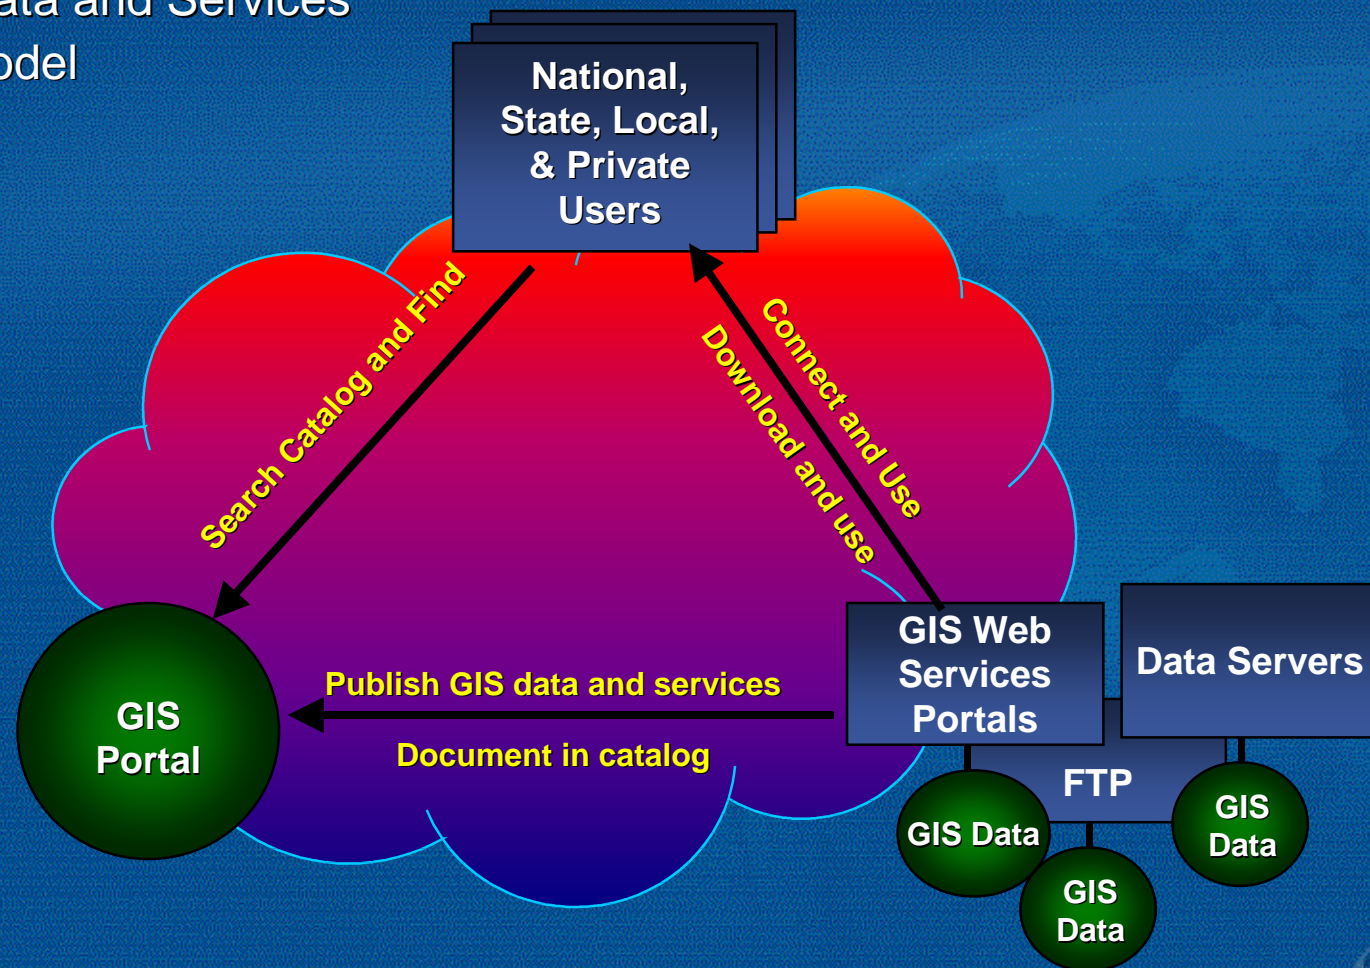 and Services
National,
State, Local,
& Private
Users
Search Catalog and Find
Connect and Use
Download and use
GIS Web
Services
Portals
Data Servers
Publish GIS data and services
Document in catalog
GIS
Portal
FTP
GIS Data
GIS
Data
GIS
Data